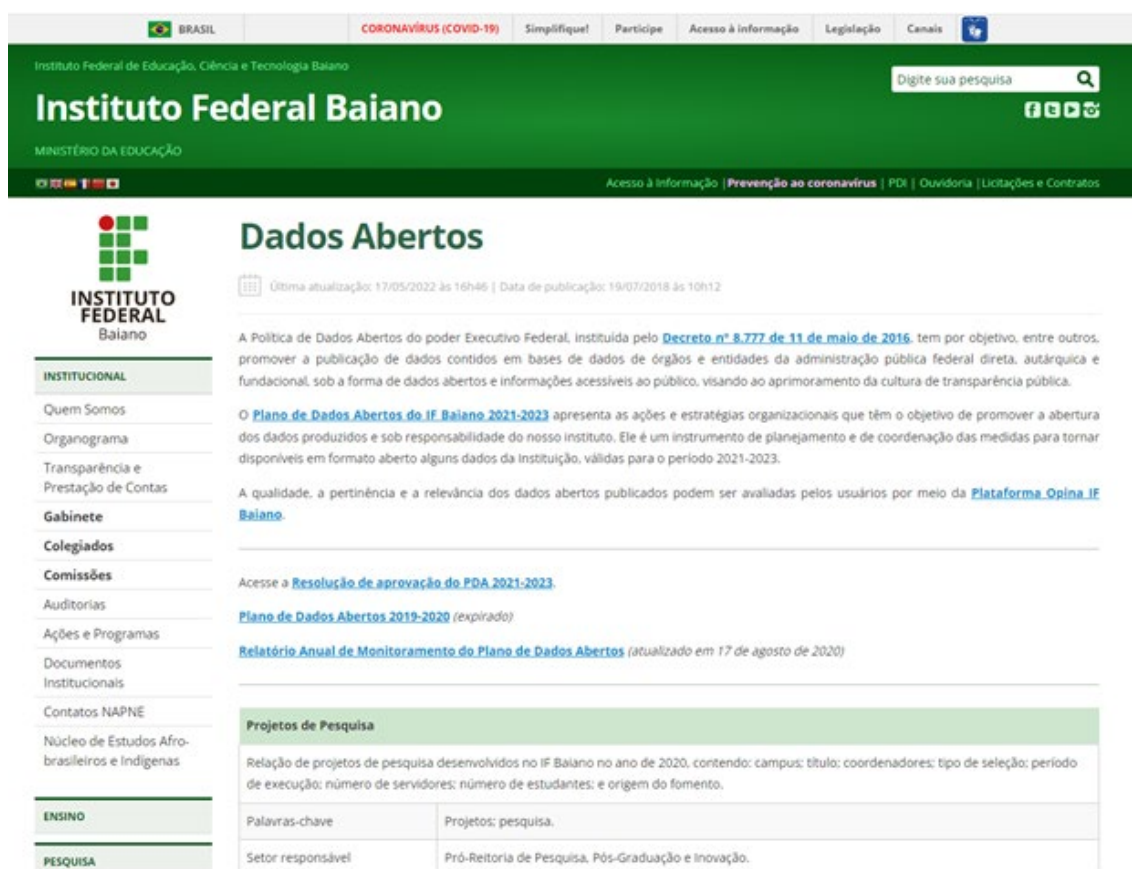 BRASIL CORONAVÍRUS (COVID-19) Simplifique! Participe Acesso à informação Legislação Canais
Instituto Federal de Educação, Ciência e Tecnologia Baiano
Digite sua pesquisa
Instituto Federal Baiano
MINISTÉRIO DA EDUCAÇÃO
Acesso à Informação |Prevenção ao coronavírus | PDI | Ouvidoria |Licitações e Contratos
INSTITUTO
FEDERAL
Baiano
INSTITUCIONAL
Quem Somos
Organograma
Transparência e
Prestação de Contas
Gabinete
Colegiados
Comissões
Auditorias
Ações e Programas
Documentos
Institucionais
Contatos NAPNE
Núcleo de Estudos Afro-
brasileiros e Indígenas
ENSINO
PESQUISA
Dados Abertos
Última atualização: 17/05/2022 às 16h46 | Data de publicação: 19/07/2018 às 10h12
A Política de Dados Abertos do poder Executivo Federal, instituída pelo Decreto nº 8.777 de 11 de maio de 2016, tem por objetivo, entre outros,
promover a publicação de dados contidos em bases de dados de órgãos e entidades da administração pública federal direta, autárquica e
fundacional, sob a forma de dados abertos e informações acessíveis ao público, visando ao aprimoramento da cultura de transparência pública.
O Plano de Dados Abertos do IF Baiano 2021-2023 apresenta as ações e estratégias organizacionais que têm o objetivo de promover a abertura
dos dados produzidos e sob responsabilidade do nosso instituto. Ele é um instrumento de planejamento e de coordenação das medidas para tornar
disponíveis em formato aberto alguns dados da Instituição, válidas para o período 2021-2023.
A qualidade, a pertinência e a relevância dos dados abertos publicados podem ser avaliadas pelos usuários por meio da Plataforma Opina IF
Baiano.
Acesse a Resolução de aprovação do PDA 2021-2023.
Plano de Dados Abertos 2019-2020 (expirado)
Relatório Anual de Monitoramento do Plano de Dados Abertos (atualizado em 17 de agosto de 2020)
Projetos de Pesquisa
Relação de projetos de pesquisa desenvolvidos no IF Baiano no ano de 2020, contendo: campus; título; coordenadores; tipo de seleção; período
de execução; número de servidores; número de estudantes; e origem do fomento.
Palavras-chave Projetos; pesquisa.
Setor responsável Pró-Reitoria de Pesquisa, Pós-Graduação e Inovação.